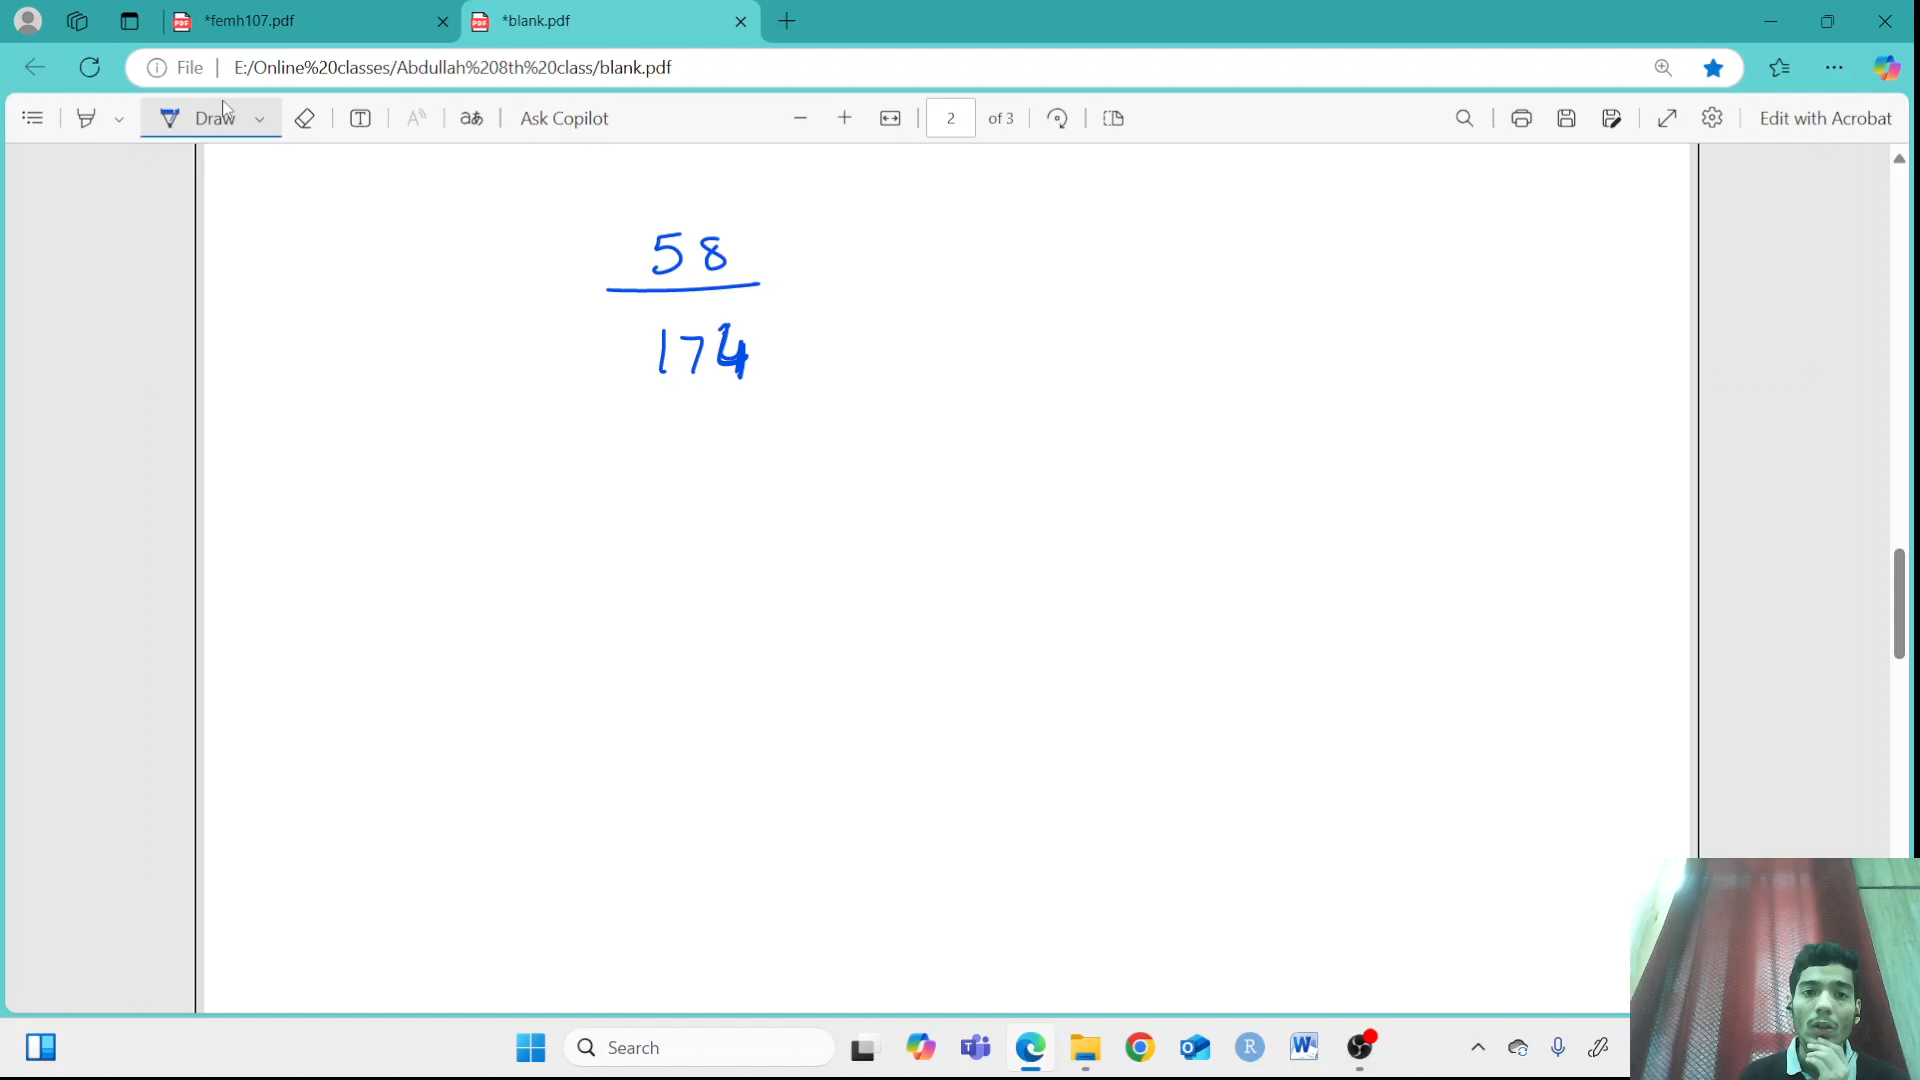 *femh107.pdf
*blank.pdf
File
E:/Online%20classes/Abdullah%208th%20class/blank.pdf
Draw
Ask Copilot
2
of 3
Edit with Acrobat
58
174
Search